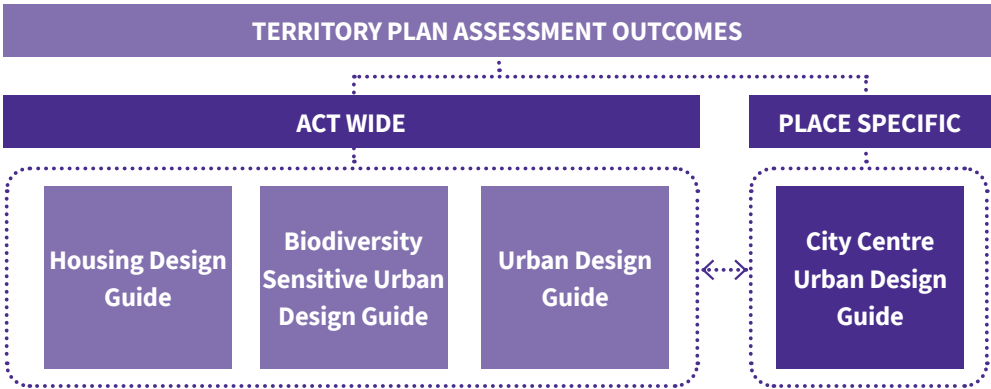 TERRITORY PLAN ASSESSMENT OUTCOMES
ACT WIDE
PLACE SPECIFIC
Housing Design
Guide
Biodiversity
Sensitive Urban
Design Guide
Urban Design
Guide
City Centre
Urban Design
Guide